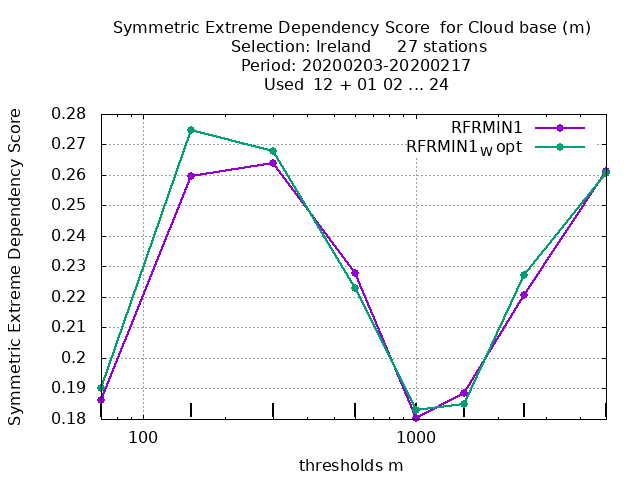 Symmetric Extreme Dependency Score for Cloud base (m)
Selection: Ireland 27 stations
Period: 20200203-20200217
Used 12 + 01 02 ... 24
Symmetric Extreme Dependency Score
0.28
0.27
0.26
0.25
0.24
0.23
0.22
0.21
0.2
0.19
0.18
RFRMIN1
RFRMIN1W opt
100
1000
thresholds m